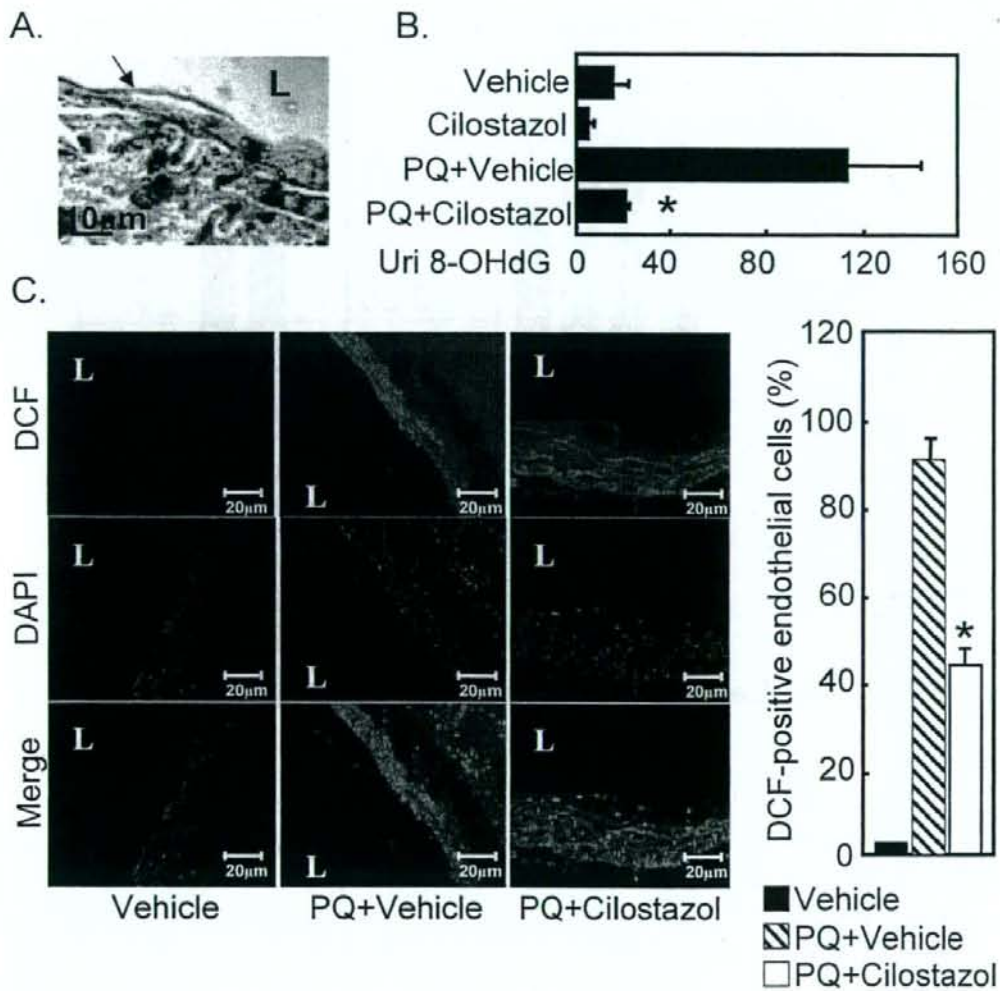 A.
L
10µm
B.
Vehicle
Cilostazol
PQ+Vehicle
PQ+Cilostazol
*
Uri 8-OHdG 0 40 80 120 160
C.
DCF
L
20µm
L
20µm
L
20µm
DAPI
L
20µm
L
20µm
L
20µm
Merge
L
20µm
L
20µm
L
20µm
Vehicle PQ+Vehicle PQ+Cilostazol
DCF-positive endothelial cells (%)
120
100
80
60
40
20
0
*
Vehicle
PQ+Vehicle
PQ+Cilostazol